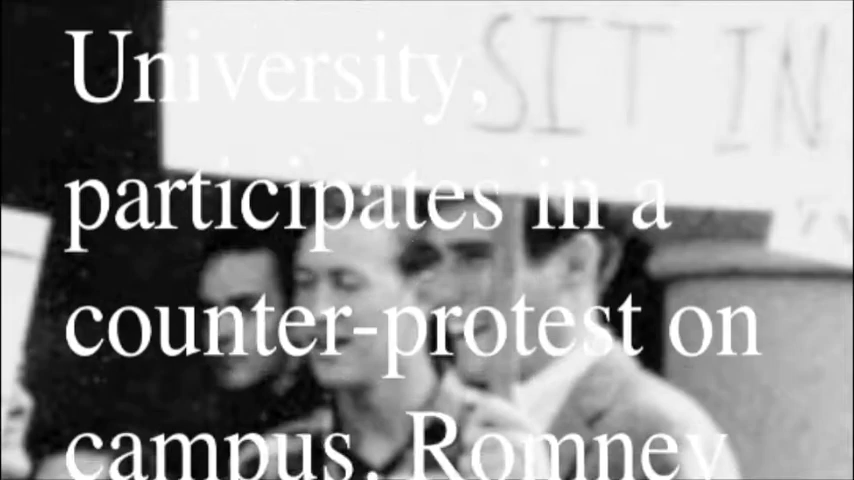 SIT IN
University,
participates in a
counter-protest on
campus. Romney